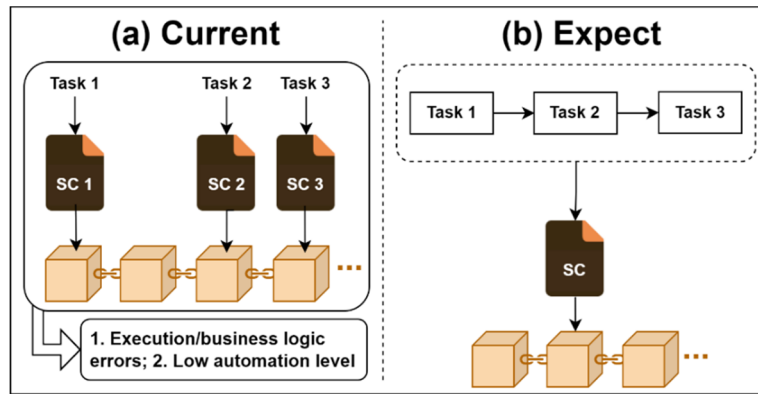 (a) Current
Task 1
Task 2
Task 3
SC 1
SC 2
SC 3
...
1. Execution/business logic
errors; 2. Low automation level
(b) Expect
Task 1
Task 2
Task 3
SC
...